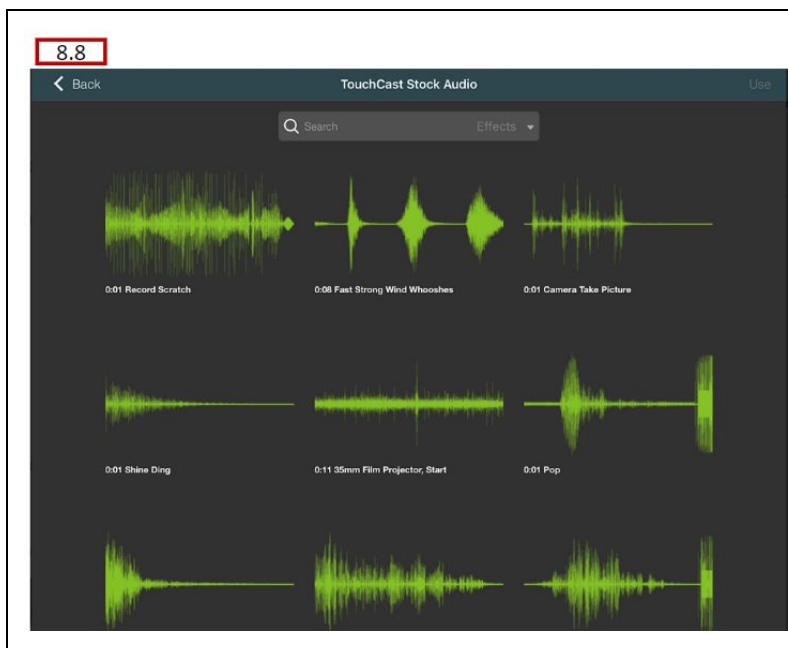 8.8
Back TouchCast Stock Audio Use
Search Effects
0:01 Record Scratch 0:08 Fast Strong Wind Whooshes 0:01 Camera Take Picture
0:01 Shine Ding 0:11 35mm Film Projector, Start 0:01 Pop